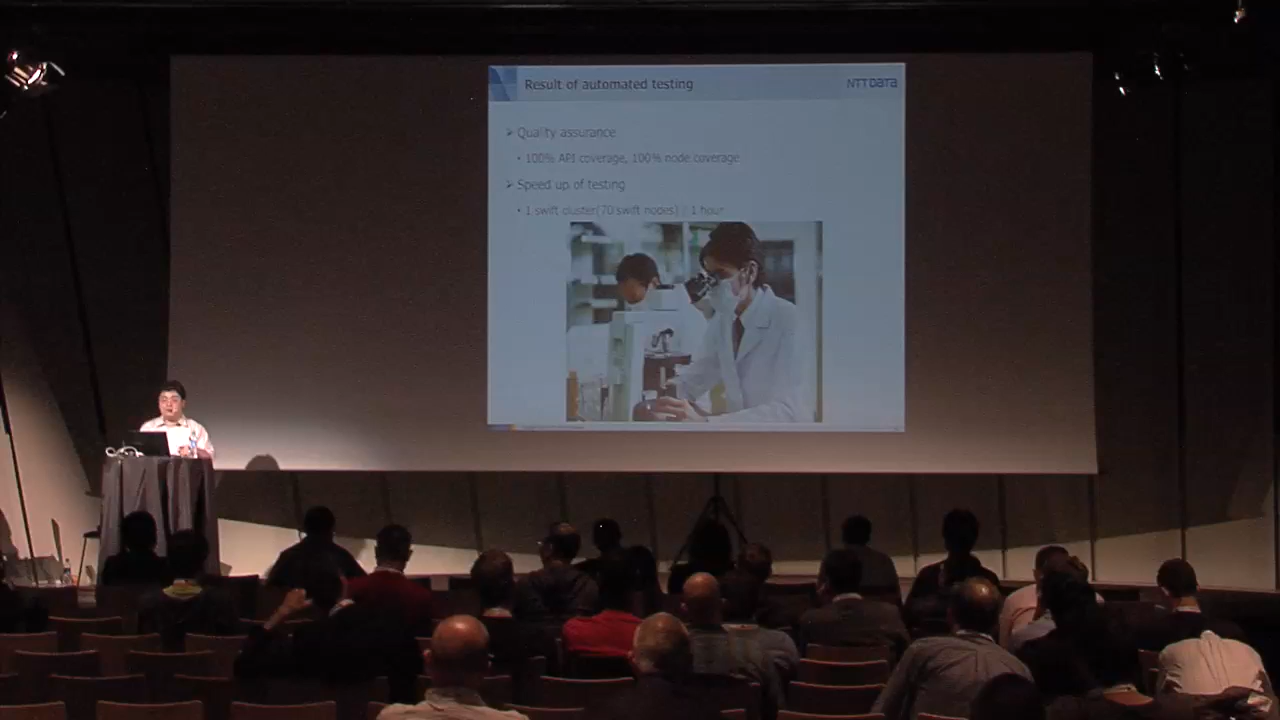 Result of automated testing
NTT DATA
➤ Quality assurance
• 100% API coverage, 100% node coverage
➤ Speed up of testing
• 1 swift cluster(70 swift nodes) 1 hour